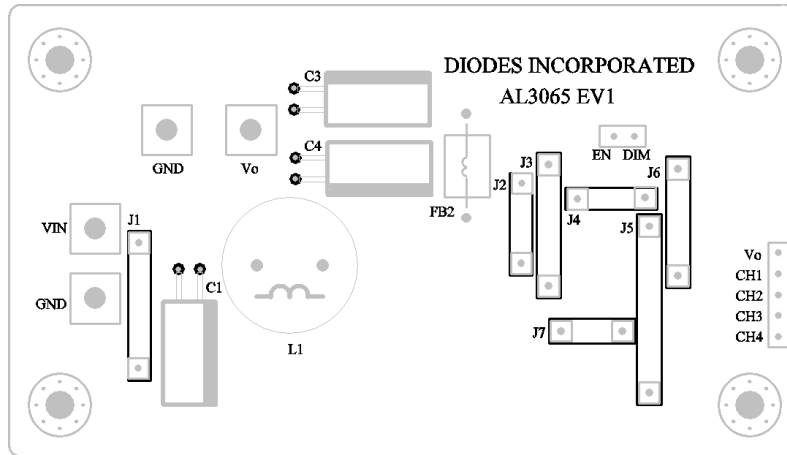 DIODES INCORPORATED
AL3065 EV1
C3
C4
GND
Vo
FB2
EN DIM
J3
J2
J6
J4
J5
VIN
J1
GND
C1
L1
J7
Vo
CH1
CH2
CH3
CH4